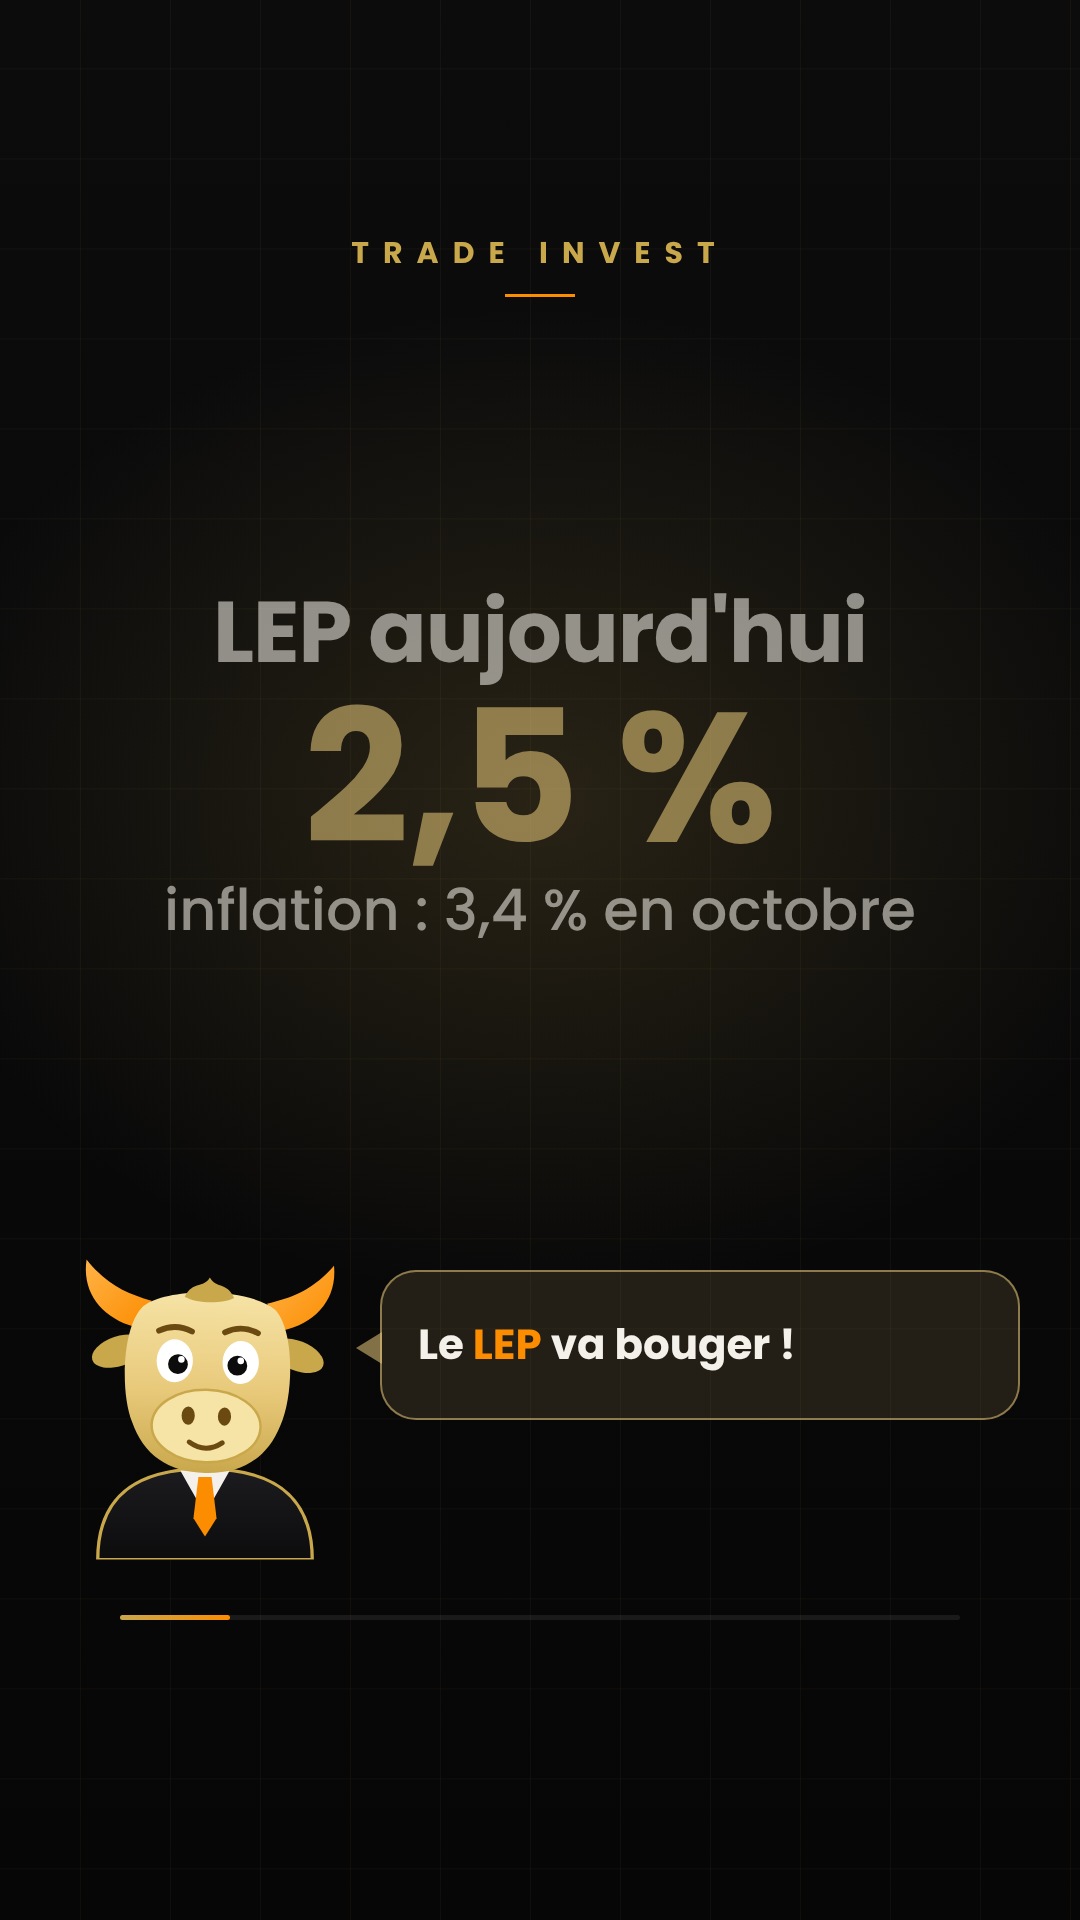 TRADE INVEST
LEP aujourd'hui
2,5 %
inflation : 3,4 % en octobre
Le LEP va bouger !